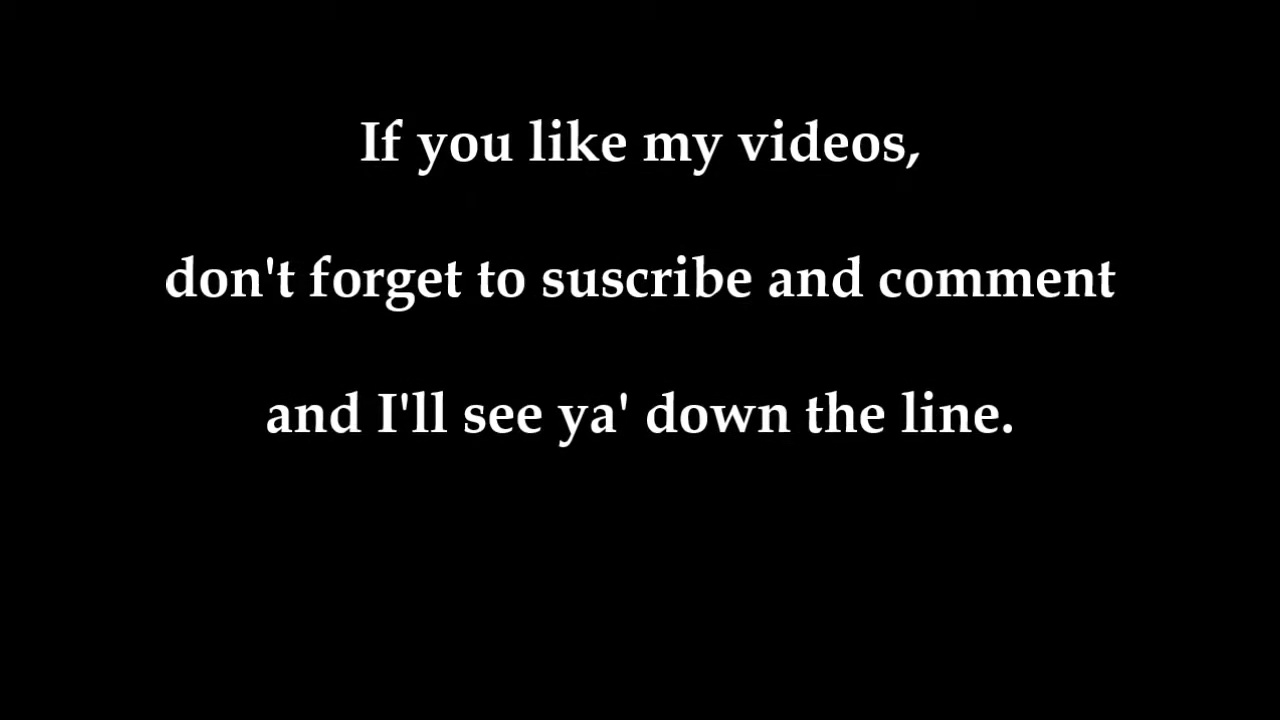 If you like my videos,
don't forget to suscribe and comment
and I'll see ya' down the line.